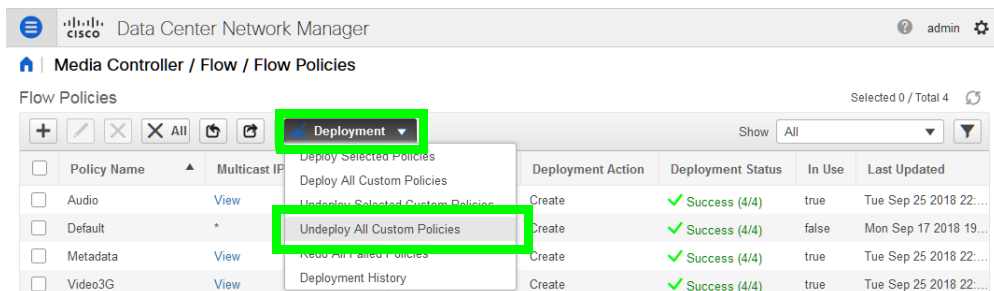 cisco Data Center Network Manager admin
Media Controller / Flow / Flow Policies
Flow Policies Selected 0 / Total 4
All Deployment Show All
Policy Name Multicast IP Deployment Action Deployment Status In Use Last Updated
Deploy Selected Policies
Deploy All Custom Policies
Undeploy Selected Custom Policies
Undeploy All Custom Policies
Redo All Failed Policies
Deployment History
Audio View Create Success (4/4) true Tue Sep 25 2018 22:...
Default * Create Success (4/4) false Mon Sep 17 2018 19...
Metadata View Create Success (4/4) true Tue Sep 25 2018 22:...
Video3G View Create Success (4/4) true Tue Sep 25 2018 22:...